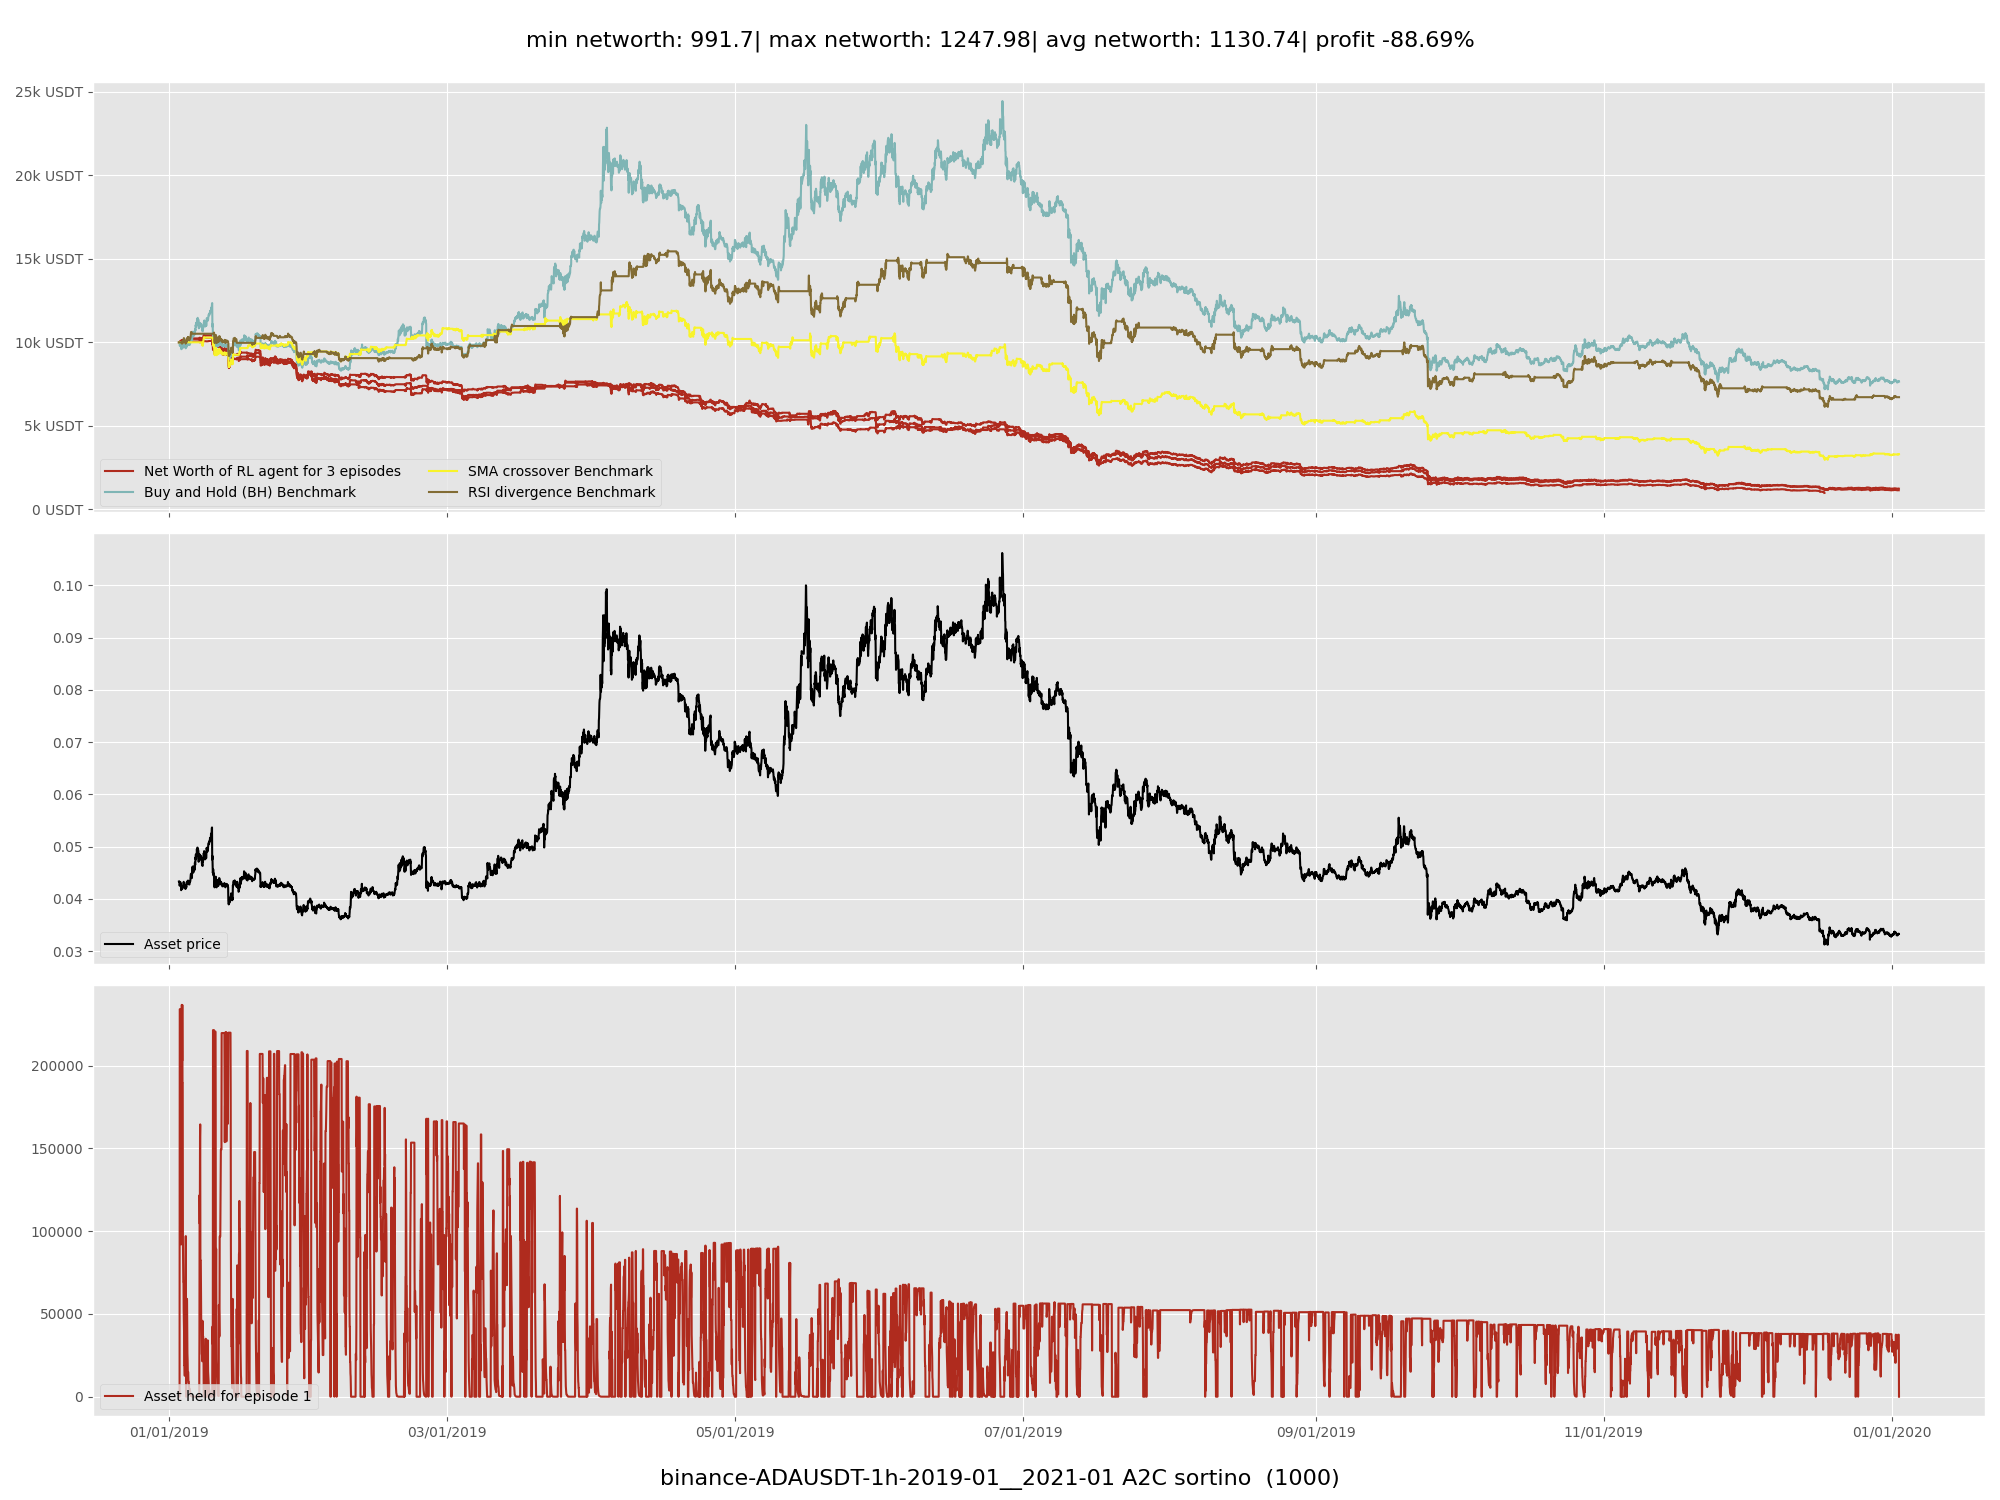 min networth: 991.7| max networth: 1247.98| avg networth: 1130.74| profit -88.69%
25k USDT
20k USDT
15k USDT
10k USDT
5k USDT
0 USDT
Net Worth of RL agent for 3 episodes
Buy and Hold (BH) Benchmark
SMA crossover Benchmark
RSI divergence Benchmark
0.10
0.09
0.08
0.07
0.06
0.05
0.04
0.03
Asset price
200000
150000
100000
50000
0
Asset held for episode 1
01/01/2019 03/01/2019 05/01/2019 07/01/2019 09/01/2019 11/01/2019 01/01/2020
binance-ADAUSDT-1h-2019-01__2021-01 A2C sortino  (1000)